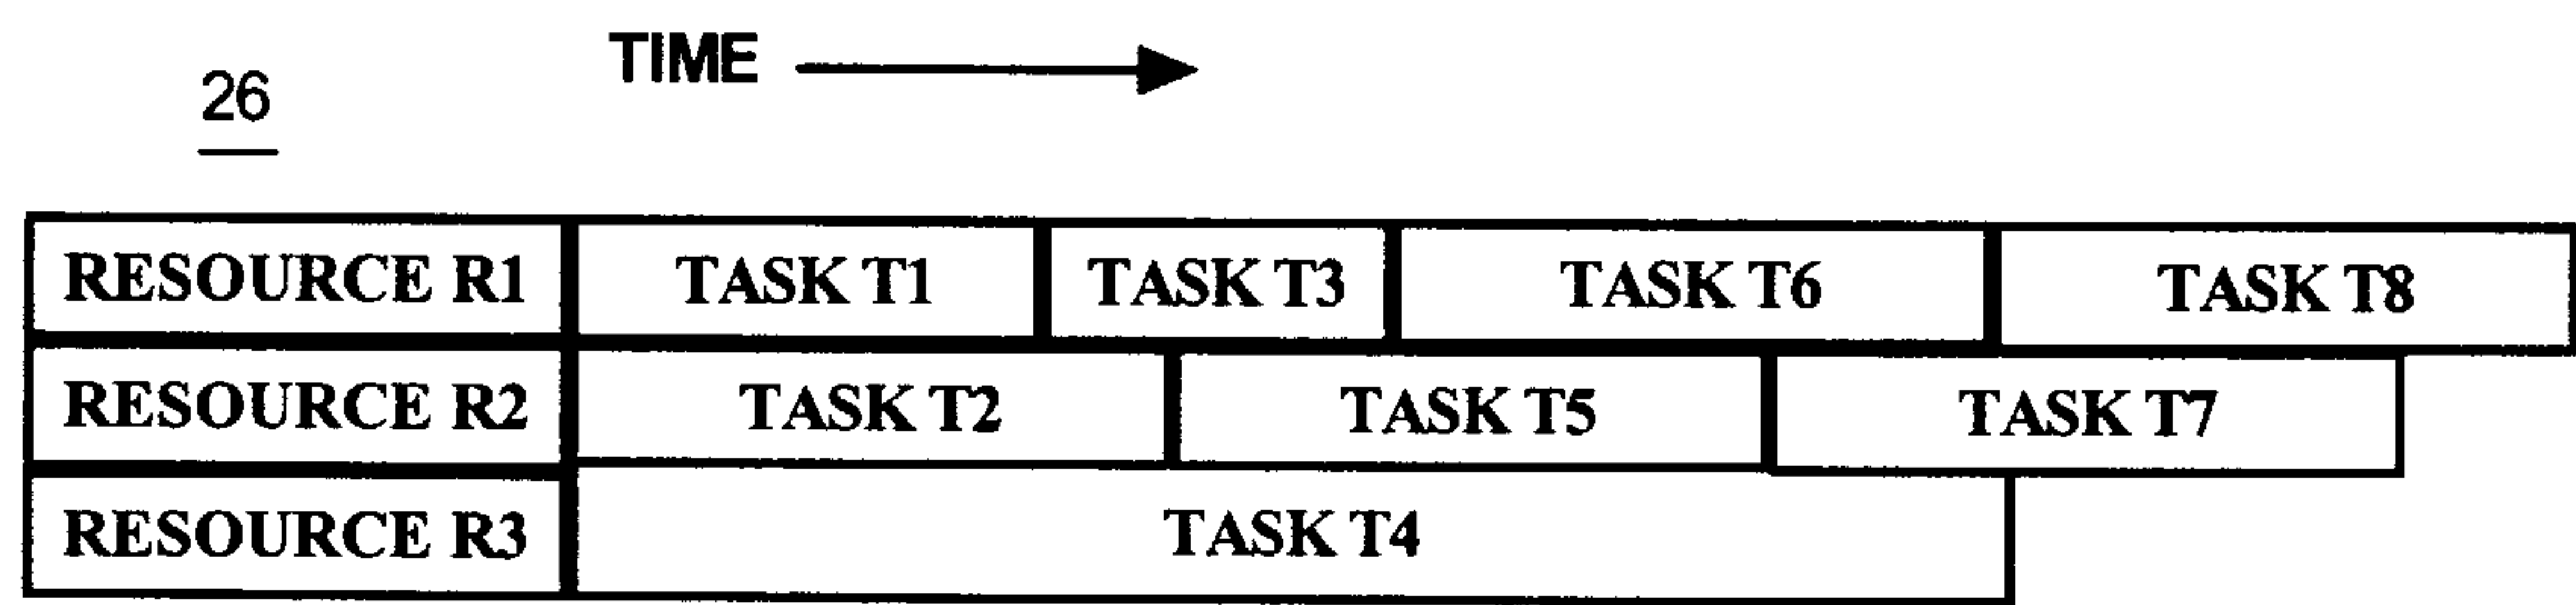 TIME
26
RESOURCE R1 TASK T1 TASK T3 TASK T6 TASK T8
RESOURCE R2 TASK T2 TASK T5 TASK T7
RESOURCE R3 TASK T4